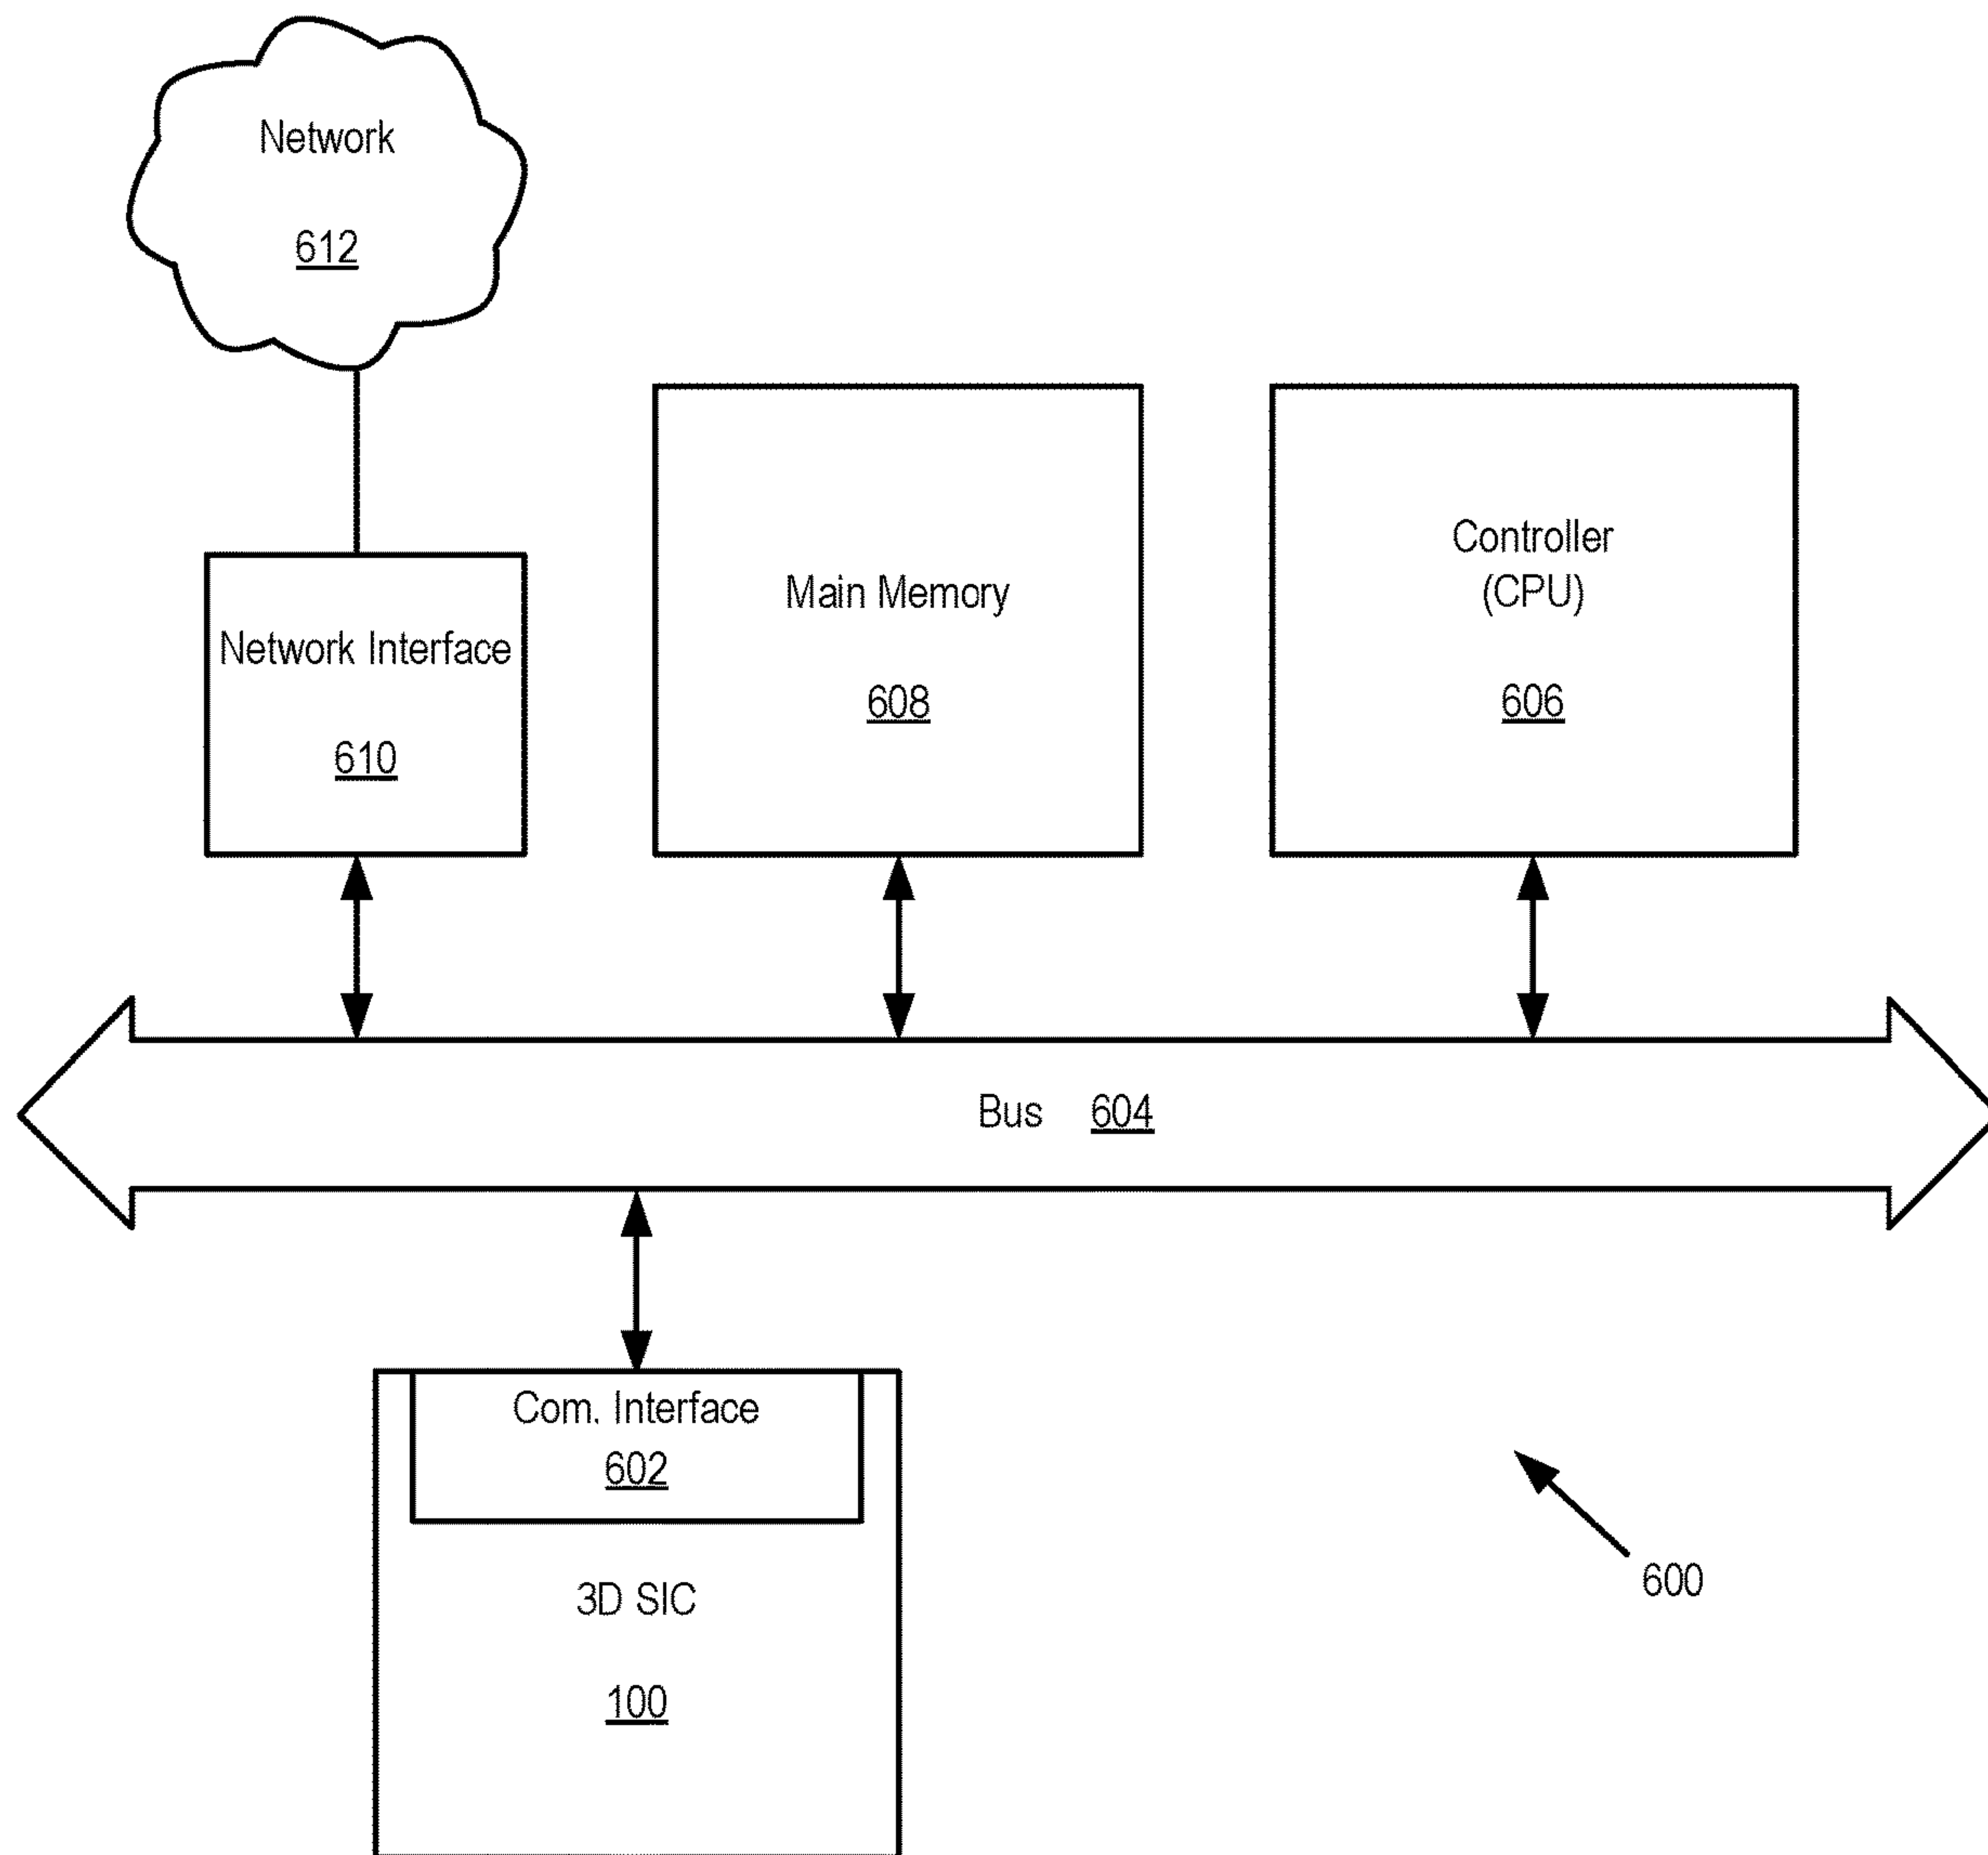 Network
612
Network Interface
610
Main Memory
608
Controller
(CPU)
606
Bus 604
Com. Interface
602
3D SIC
100
600